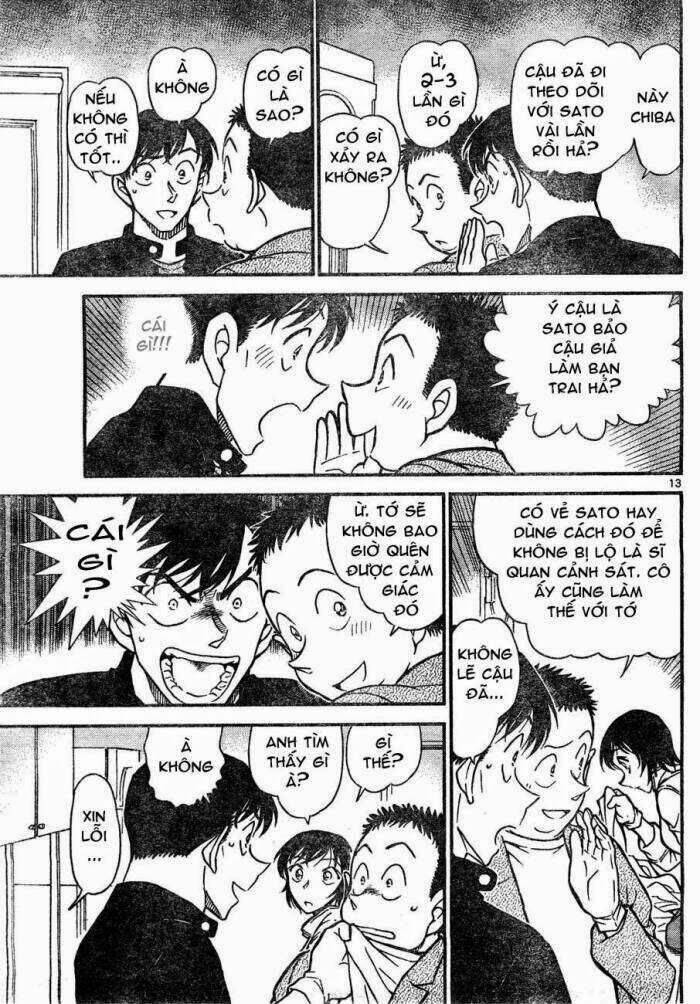 NÀY
CHIBA
CẬU ĐÃ ĐI
THEO DÕI
VỚI SATO
VÀI LẦN
RỒI HẢ?
Ừ,
2-3
LẦN GÌ
ĐÓ
CÓ GÌ
XẢY RA
KHÔNG?
CÓ GÌ
LÀ
SAO?
À
KHÔNG
NẾU
KHÔNG
CÓ THÌ
TỐT..
Ý CẬU LÀ
SATO BẢO
CẬU GIẢ
LÀM BẠN
TRAI HẢ?
CÁI
GÌ!!!
13
CÓ VẺ SATO HAY
DÙNG CÁCH ĐÓ ĐỂ
KHÔNG BỊ LỘ LÀ SĨ
QUAN CẢNH SÁT. CÔ
ẤY CŨNG LÀM
THẾ VỚI TỚ
KHÔNG
LẼ CẬU
ĐÃ...
Ừ. TỚ SẼ
KHÔNG BAO
GIỜ QUÊN
ĐƯỢC CẢM
GIÁC
ĐÓ
CÁI
GÌ
?
GÌ
THẾ?
ANH TÌM
THẤY GÌ
À?
À
KHÔNG
XIN
LỖI
...